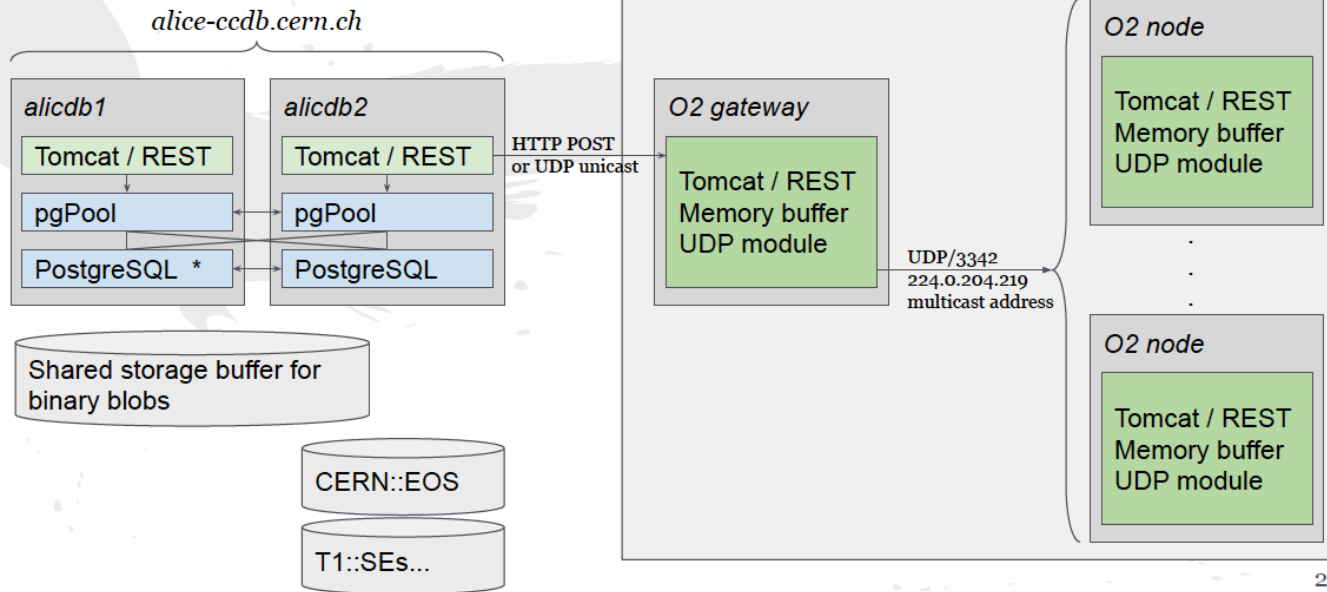 alice-ccdb.cern.ch
alicdb1
Tomcat / REST
pgPool
PostgreSQL *
alicdb2
Tomcat / REST
pgPool
PostgreSQL
Shared storage buffer for
binary blobs
CERN::EOS
T1::SEs...
HTTP POST
or UDP unicast
O2 gateway
Tomcat / REST
Memory buffer
UDP module
UDP/3342
224.0.204.219
multicast address
O2 node
Tomcat / REST
Memory buffer
UDP module
.
.
.
O2 node
Tomcat / REST
Memory buffer
UDP module
2